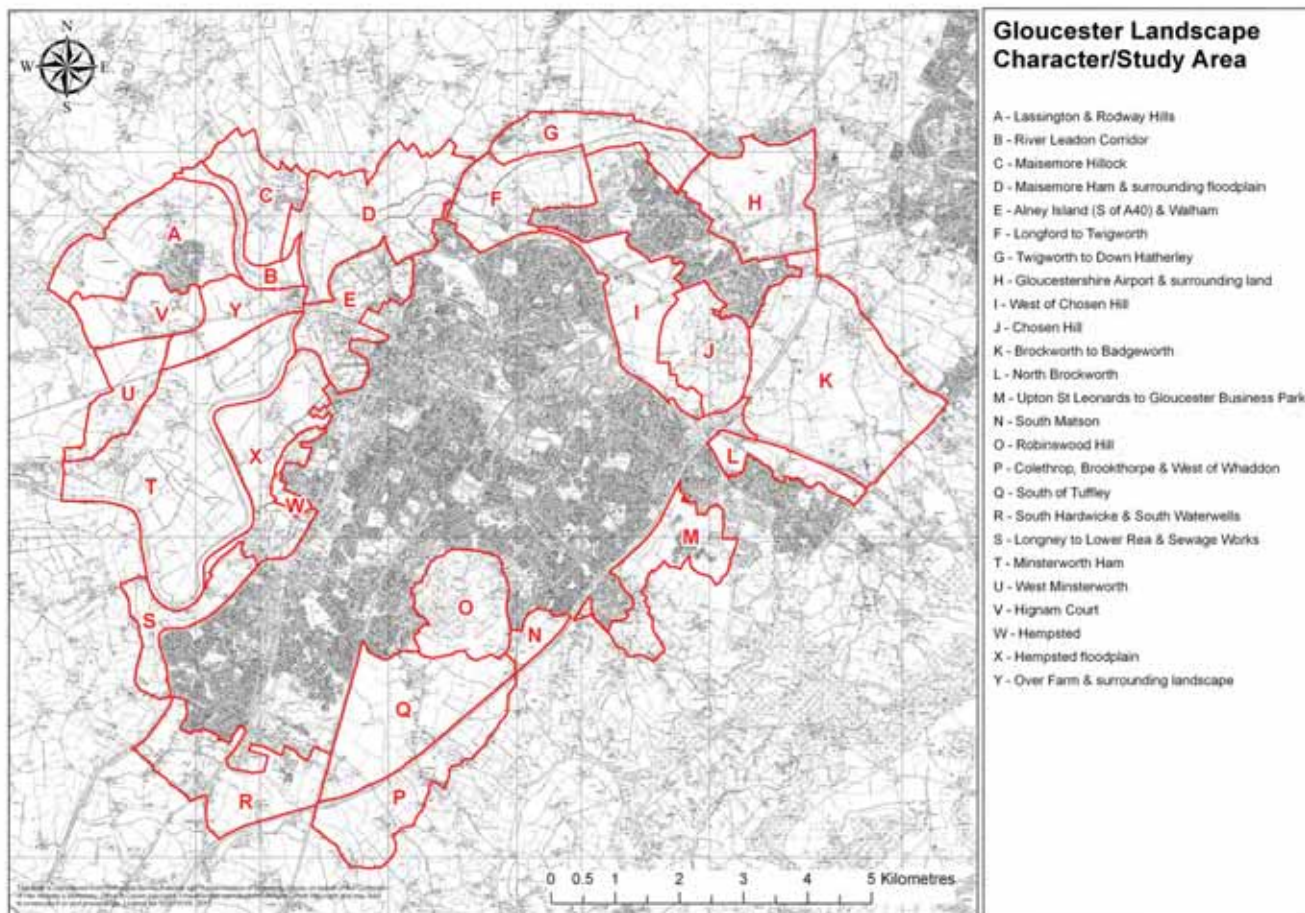 N
W
E
S
G
C
D
F
H
A
B
E
I
V
Y
J
K
U
L
X
T
W
M
O
N
S
Q
R
P
0 0.5 1 2 3 4 5 Kilometres
Gloucester Landscape
Character/Study Area
A - Lassington & Rodway Hills
B - River Leadon Corridor
C - Maisemore Hillock
D - Maisemore Ham & surrounding floodplain
E - Alney Island (S of A40) & Walham
F - Longford to Twigworth
G - Twigworth to Down Hatherley
H - Gloucestershire Airport & surrounding land
I - West of Chosen Hill
J - Chosen Hill
K - Brockworth to Badgeworth
L - North Brockworth
M - Upton St Leonards to Gloucester Business Park
N - South Matson
O - Robinswood Hill
P - Colethrop, Brookthorpe & West of Whaddon
Q - South of Tuffley
R - South Hardwicke & South Waterwells
S - Longney to Lower Rea & Sewage Works
T - Minsterworth Ham
U - West Minsterworth
V - Hignam Court
W - Hempsted
X - Hempsted floodplain
Y - Over Farm & surrounding landscape